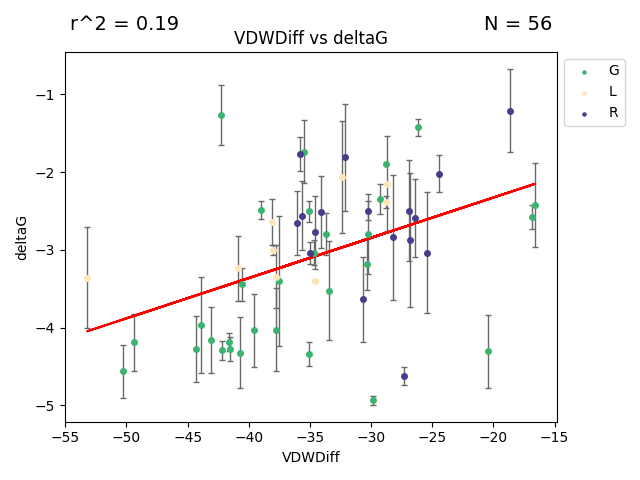 r^2 = 0.19
N = 56
VDWDiff vs deltaG
G
L
R
−1
−2
−3
−4
−5
deltaG
−55 −50 −45 −40 −35 −30 −25 −20 −15
VDWDiff